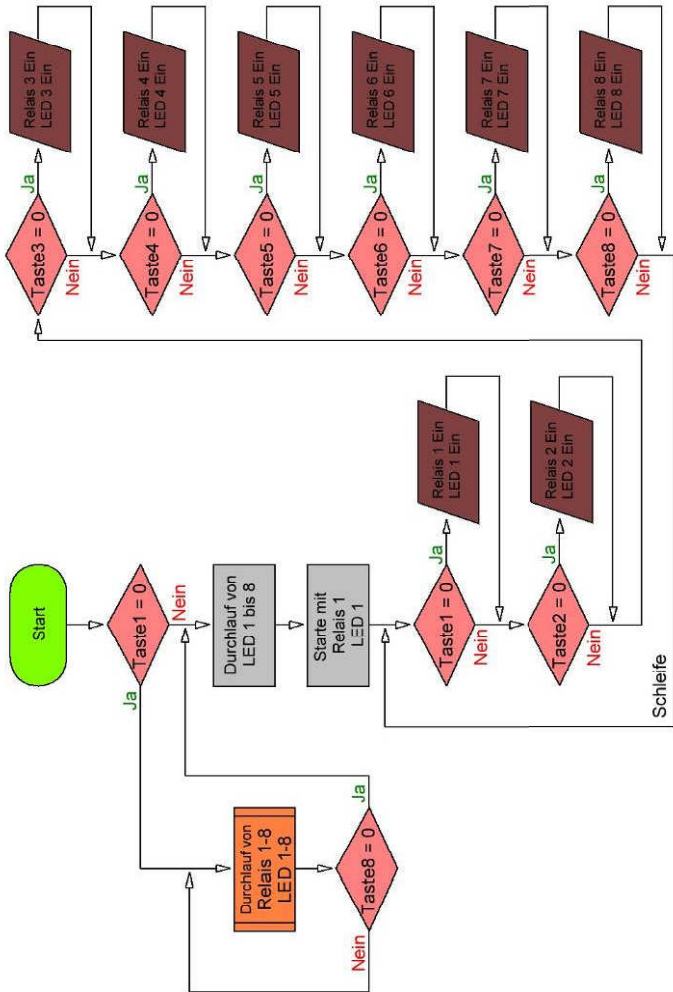 Start
Taste1 = 0
Ja
Nein
Durchlauf von
Relais 1-8
LED 1-8
Taste8 = 0
Ja
Nein
Durchlauf von
LED 1 bis 8
Starte mit
Relais 1
LED 1
Taste1 = 0
Ja
Nein
Relais 1 Ein
LED 1 Ein
Taste2 = 0
Ja
Nein
Relais 2 Ein
LED 2 Ein
Schleife
Taste3 = 0
Ja
Nein
Relais 3 Ein
LED 3 Ein
Taste4 = 0
Ja
Nein
Relais 4 Ein
LED 4 Ein
Taste5 = 0
Ja
Nein
Relais 5 Ein
LED 5 Ein
Taste6 = 0
Ja
Nein
Relais 6 Ein
LED 6 Ein
Taste7 = 0
Ja
Nein
Relais 7 Ein
LED 7 Ein
Taste8 = 0
Ja
Nein
Relais 8 Ein
LED 8 Ein